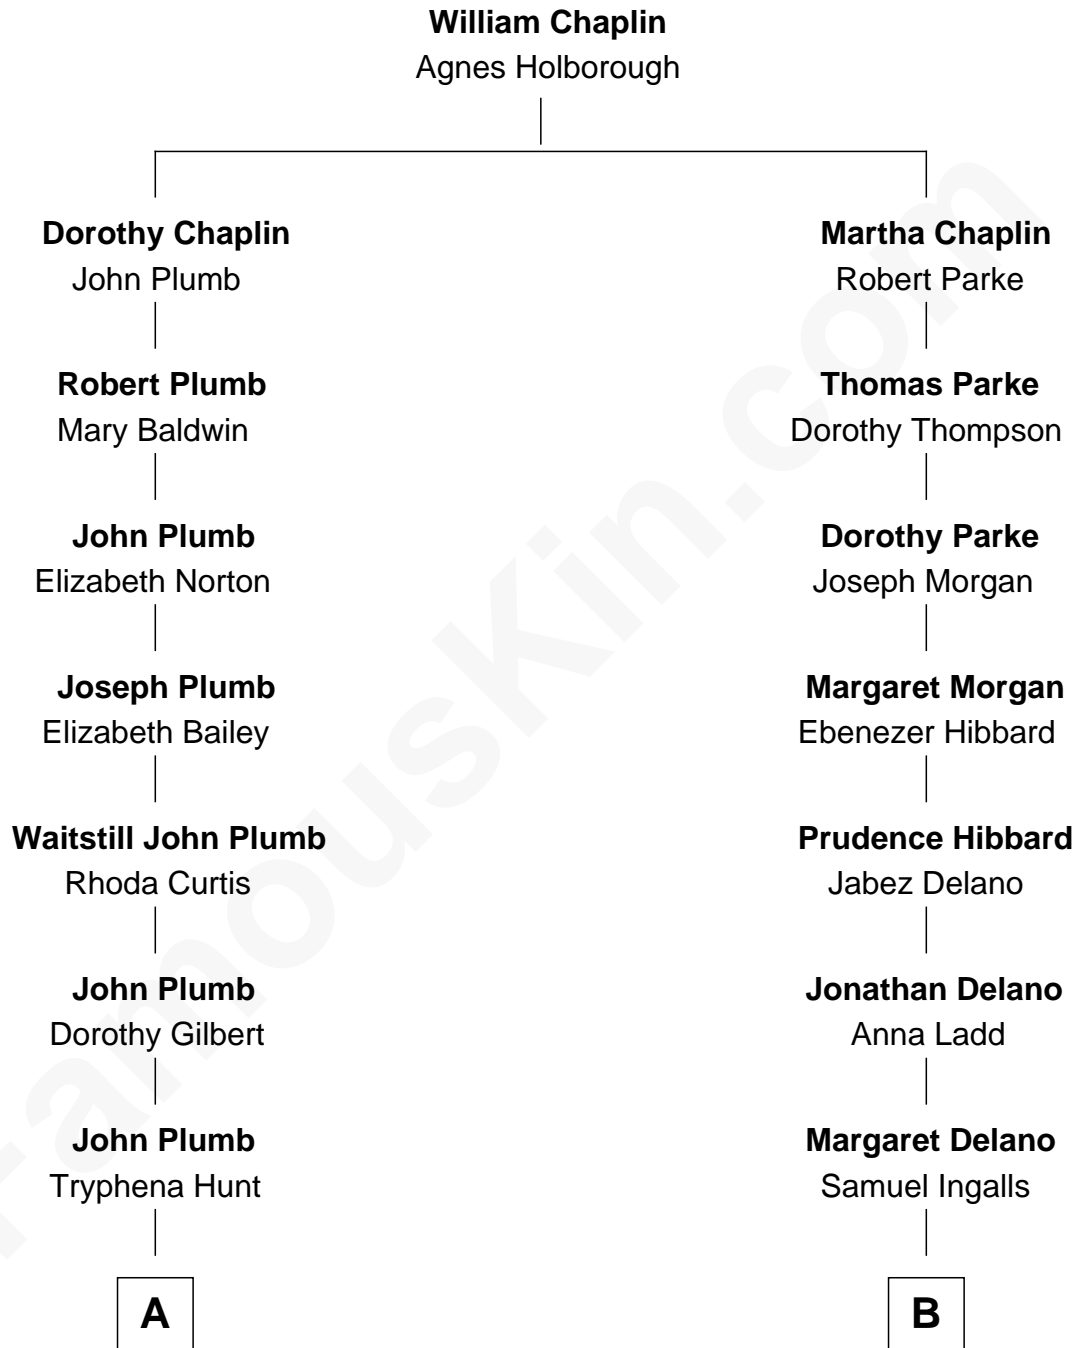 William Chaplin
Agnes Holborough
Dorothy Chaplin
John Plumb
Martha Chaplin
Robert Parke
Robert Plumb
Mary Baldwin
Thomas Parke
Dorothy Thompson
John Plumb
Elizabeth Norton
Dorothy Parke
Joseph Morgan
Joseph Plumb
Elizabeth Bailey
Margaret Morgan
Ebenezer Hibbard
Waitstill John Plumb
Rhoda Curtis
Prudence Hibbard
Jabez Delano
John Plumb
Dorothy Gilbert
Jonathan Delano
Anna Ladd
John Plumb
Tryphena Hunt
Margaret Delano
Samuel Ingalls
A
B
FamousKin.com